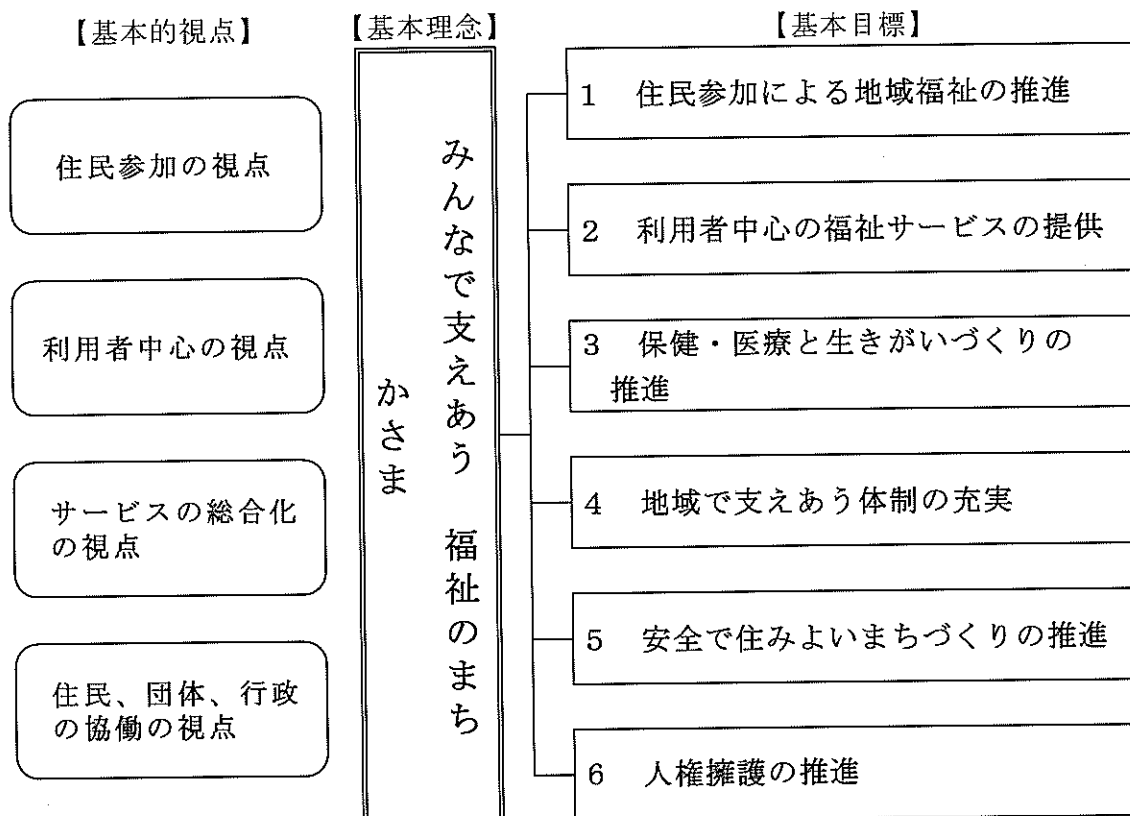 【基本的視点】
住民参加の視点
利用者中心の視点
サービスの総合化
の視点
住民、団体、行政
の協働の視点
【基本理念】
みんなで支えあう 福祉のまち
かさま
【基本目標】
1 住民参加による地域福祉の推進
2 利用者中心の福祉サービスの提供
3 保健・医療と生きがいづくりの
推進
4 地域で支えあう体制の充実
5 安全で住みよいまちづくりの推進
6 人権擁護の推進